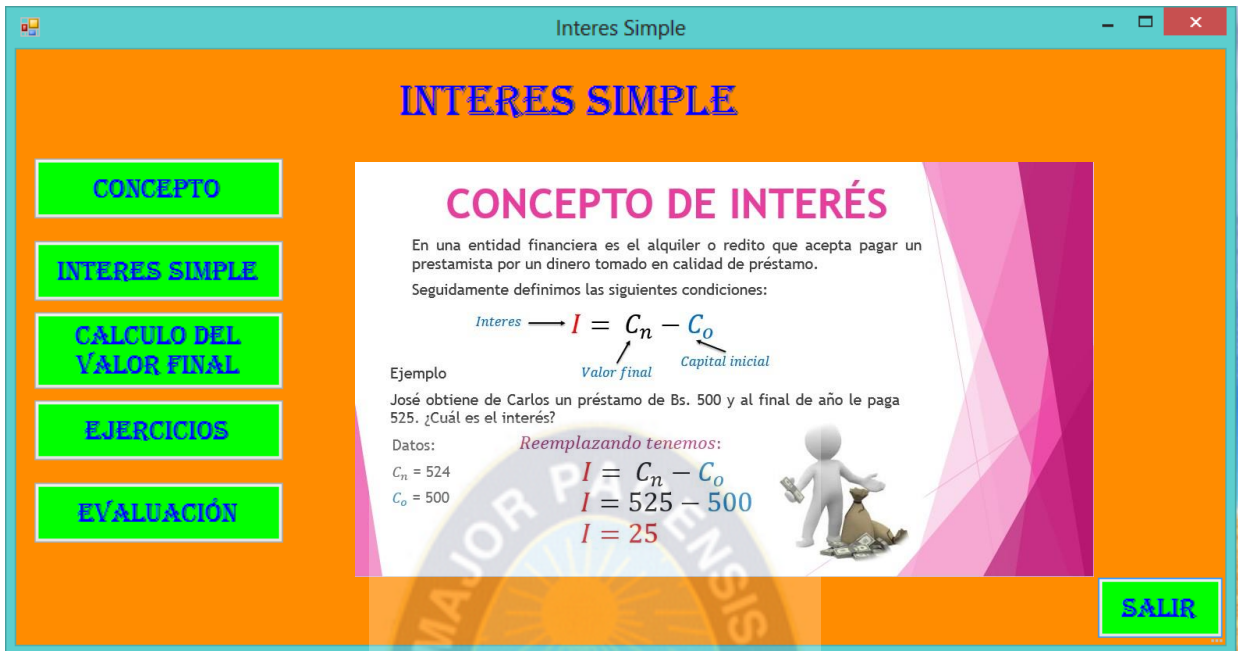 Interes Simple
INTERES SIMPLE
CONCEPTO
INTERES SIMPLE
CALCULO DEL
VALOR FINAL
EJERCICIOS
EVALUACIÓN
CONCEPTO DE INTERÉS
En una entidad financiera es el alquiler o redito que acepta pagar un
prestamista por un dinero tomado en calidad de préstamo.
Seguidamente definimos las siguientes condiciones:
Interes I = Cₙ − Cₒ
Valor final Capital inicial
Ejemplo
José obtiene de Carlos un préstamo de Bs. 500 y al final de año le paga
525. ¿Cuál es el interés?
Datos:
Cₙ = 524
Cₒ = 500
Reemplazando tenemos:
I = Cₙ − Cₒ
I = 525 − 500
I = 25
MAJOR PACENSIS
SALIR